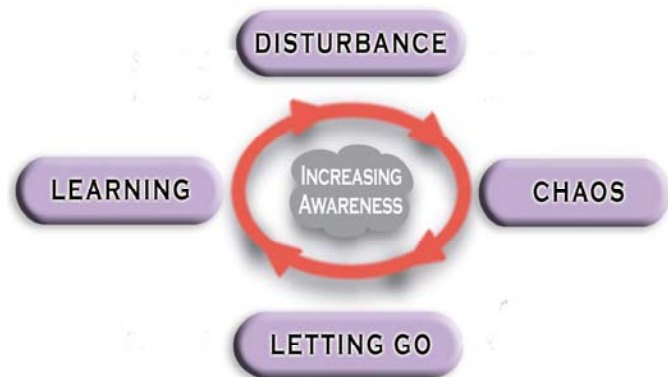 DISTURBANCE
LEARNING
INCREASING
AWARENESS
CHAOS
LETTING GO